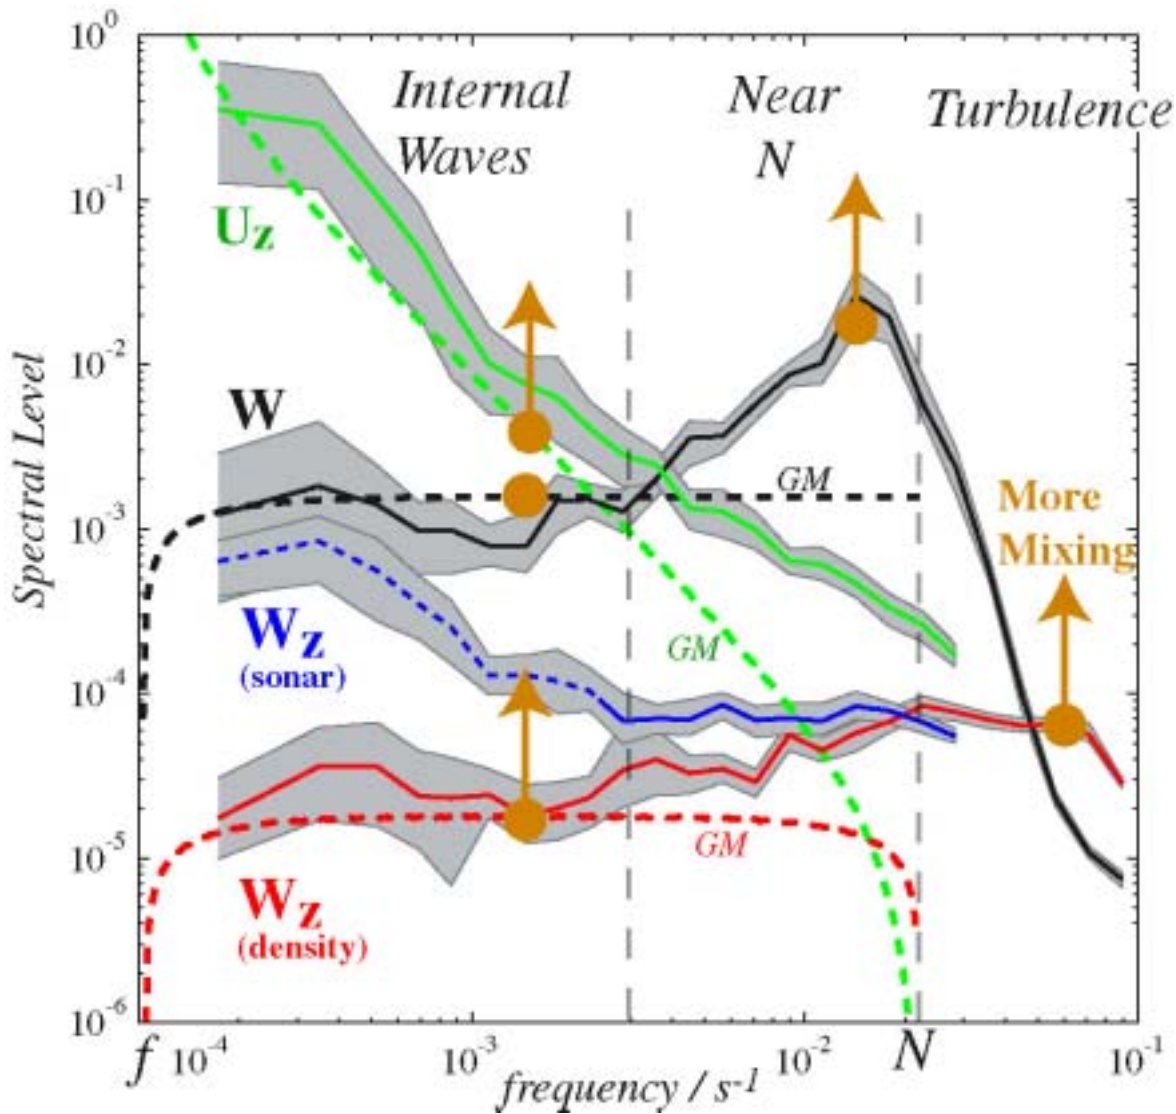 Spectral Level
10^0
10^-1
10^-2
10^-3
10^-4
10^-5
10^-6
Internal
Waves
Near
N
Turbulence
Uz
W
GM
More
Mixing
Wz
(sonar)
GM
GM
Wz
(density)
f
10^-4
10^-3
10^-2
N
10^-1
frequency / s^-1